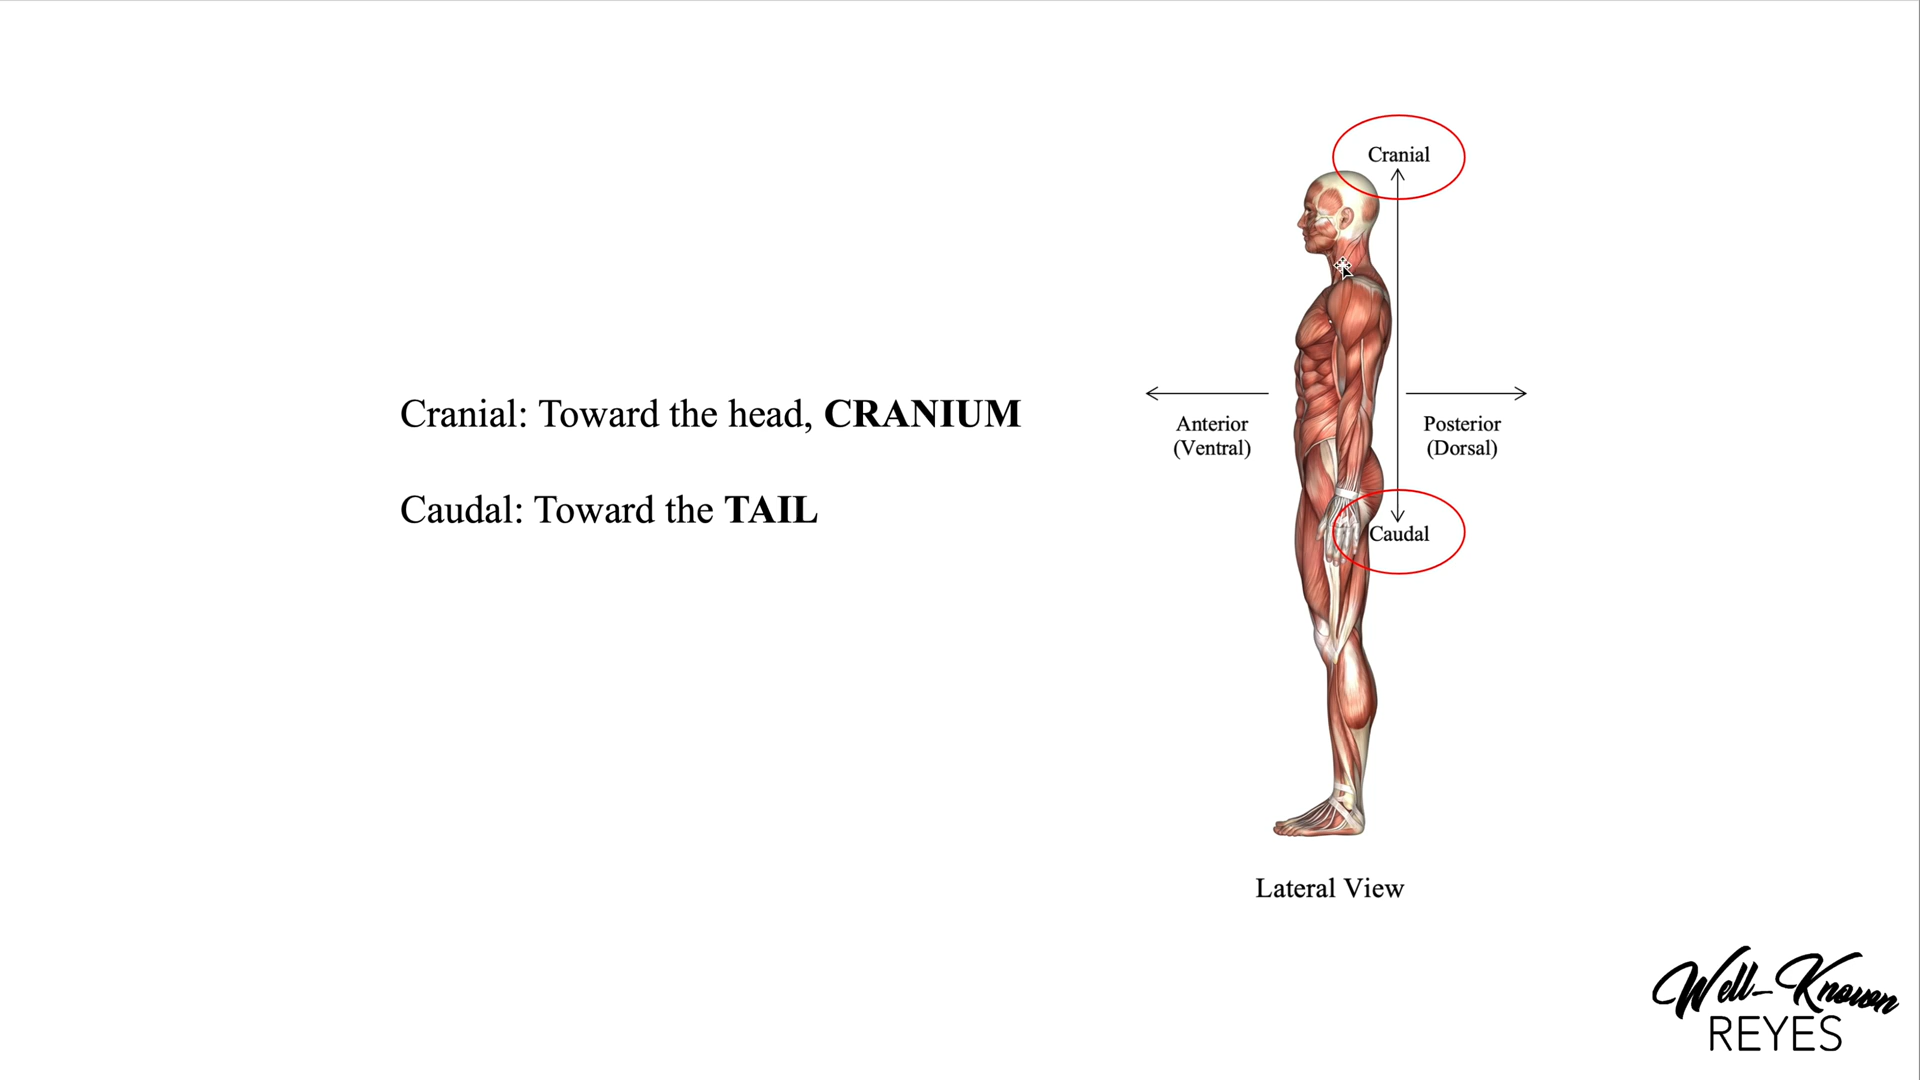 Cranial
Cranial: Toward the head, CRANIUM
Caudal: Toward the TAIL
Anterior
(Ventral)
Posterior
(Dorsal)
Caudal
Lateral View
Well-Known
REYES